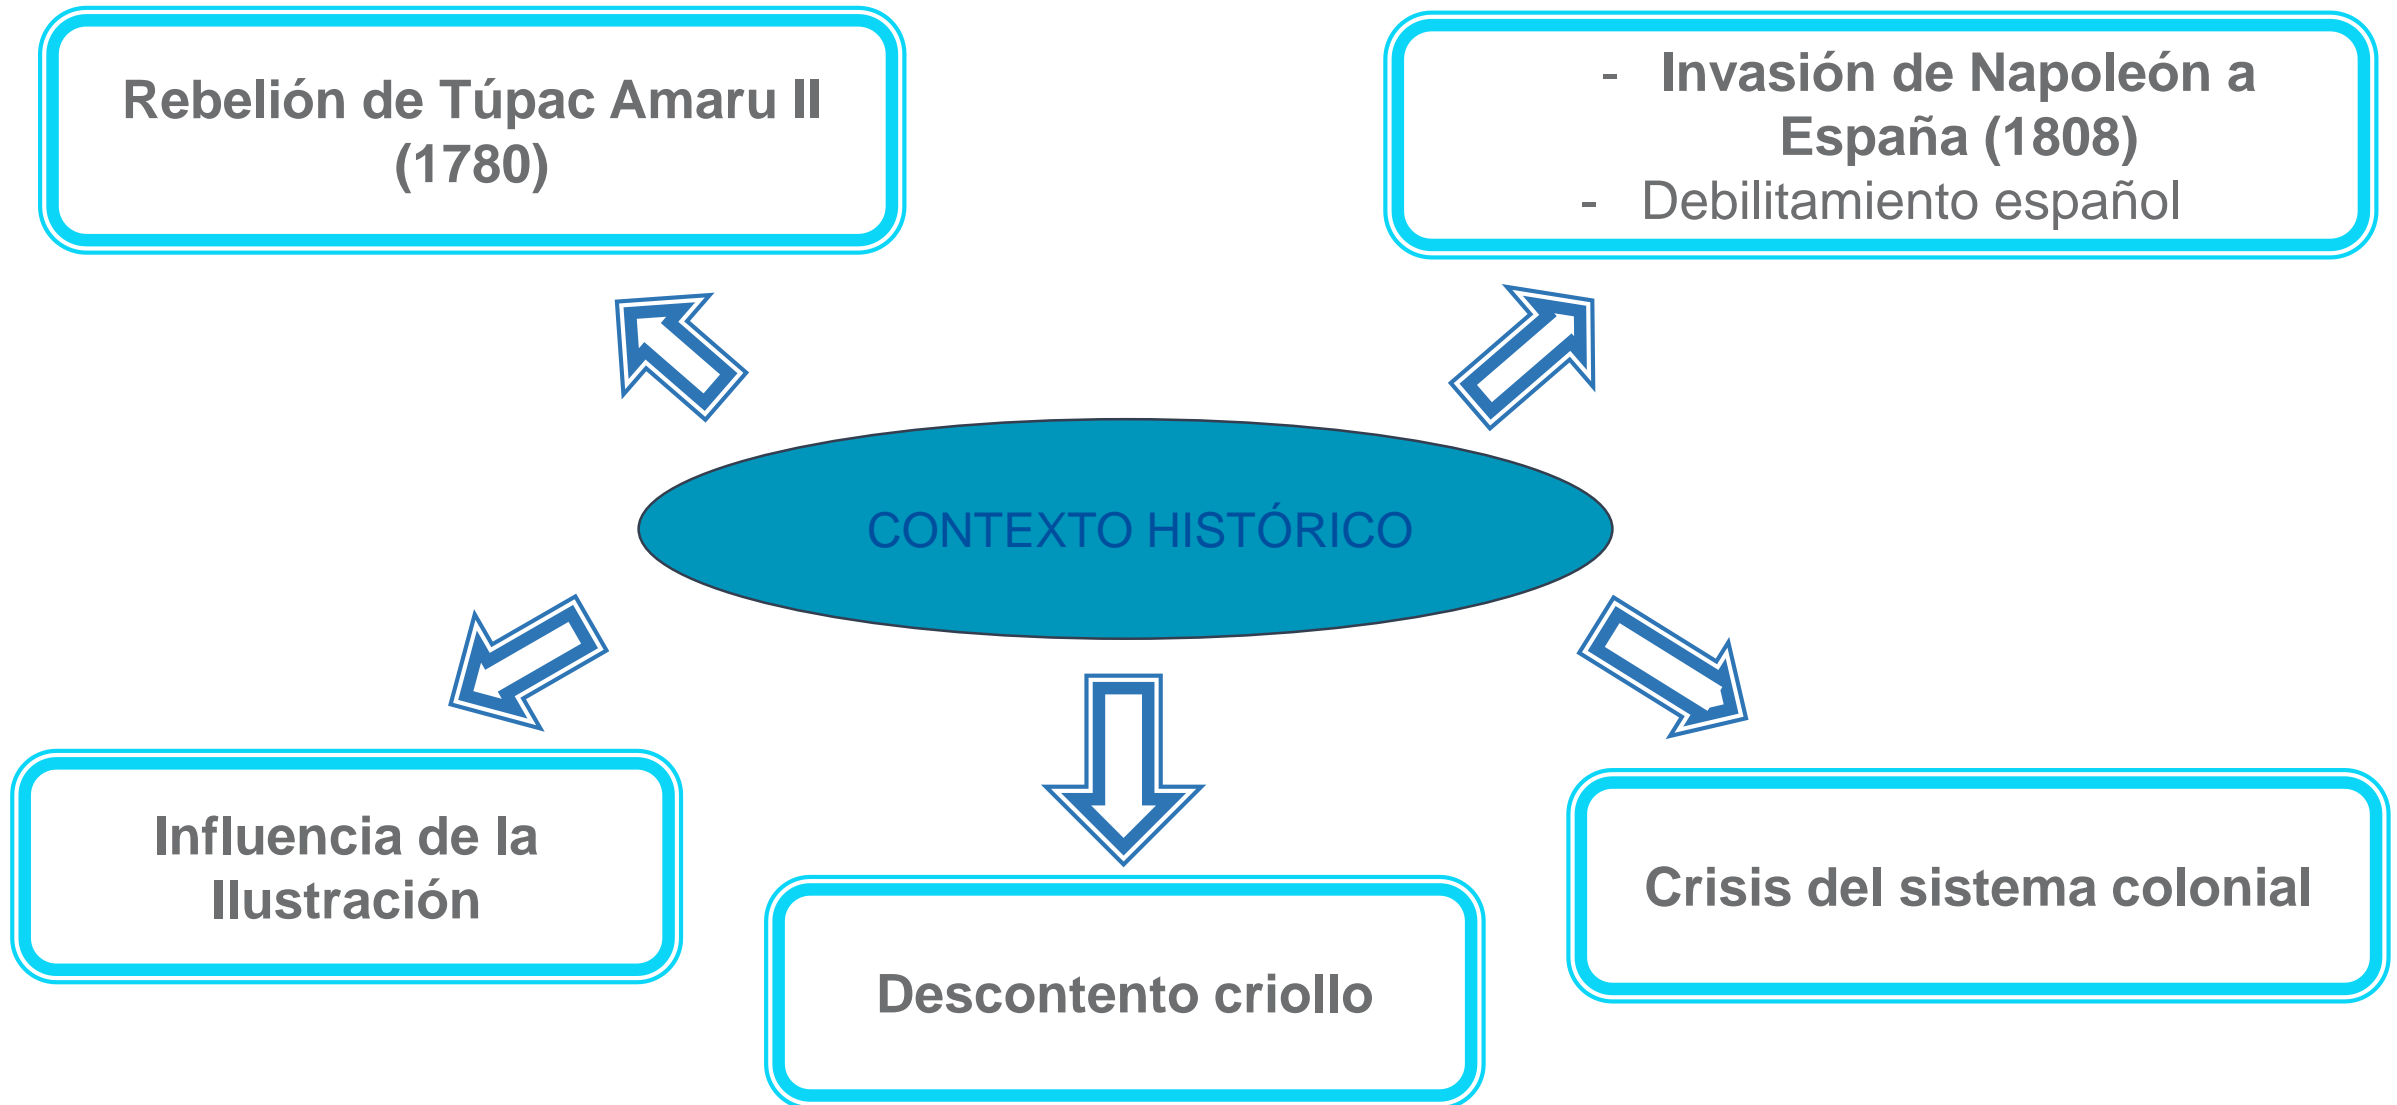 Rebelión de Túpac Amaru II
(1780)
- Invasión de Napoleón a
España (1808)
- Debilitamiento español
CONTEXTO HISTÓRICO
Influencia de la
Ilustración
Descontento criollo
Crisis del sistema colonial